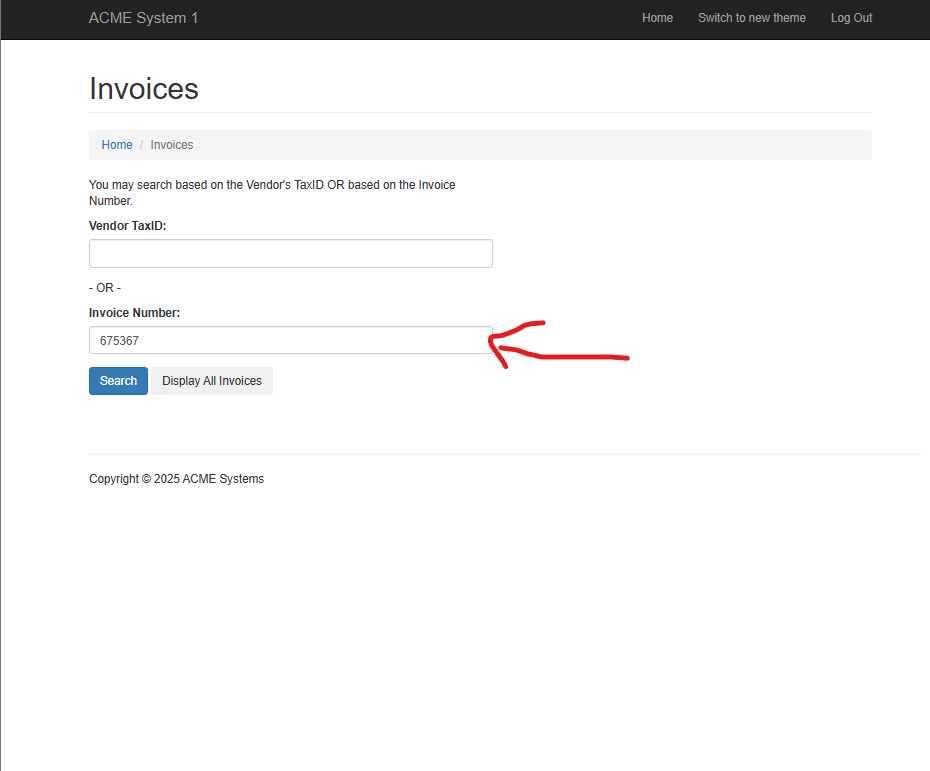 ACME System 1 Home Switch to new theme Log Out
Invoices
Home / Invoices
You may search based on the Vendor's TaxID OR based on the Invoice
Number.
Vendor TaxID:
- OR -
Invoice Number:
675367
Search Display All Invoices
Copyright © 2025 ACME Systems